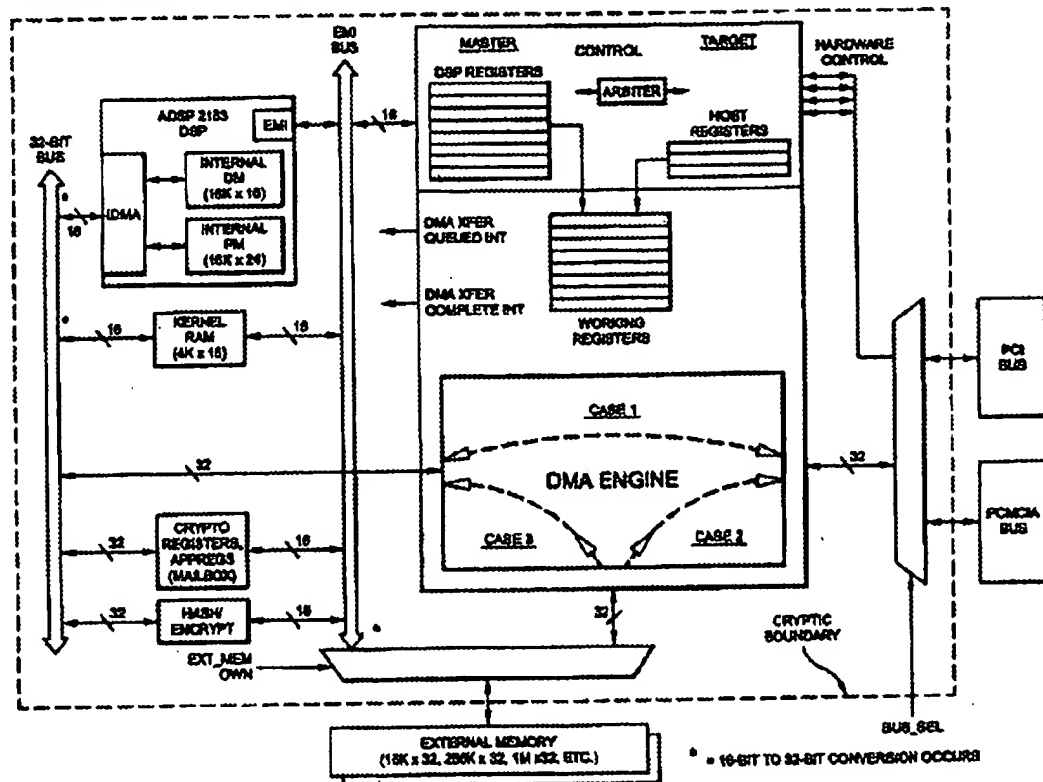 EMI
BUS
MASTER
CONTROL
TARGET
HARDWARE
CONTROL
DSP REGISTERS
ARBITER
HOST
REGISTERS
ADSP 2183
DSP
EMI
16
32-BIT
BUS
INTERNAL
DM
(16K x 16)
IDMA
*
16
INTERNAL
PM
(16K x 24)
DMA XFER
QUEUED INT
DMA XFER
COMPLETE INT
WORKING
REGISTERS
*
16
KERNEL
RAM
(4K x 16)
16
PCI
BUS
CASE 1
32
DMA ENGINE
32
CASE 3
CASE 2
PCMCIA
BUS
32
CRYPTO
REGISTERS,
APPREGS
(MAILBOX)
16
32
HASH/
ENCRYPT
16
*
32
CRYPTIC
BOUNDARY
EXT_MEM
OWN
BUS_SEL
EXTERNAL MEMORY
(16K x 32, 256K x 32, 1M x32, ETC.)
* = 16-BIT TO 32-BIT CONVERSION OCCURS